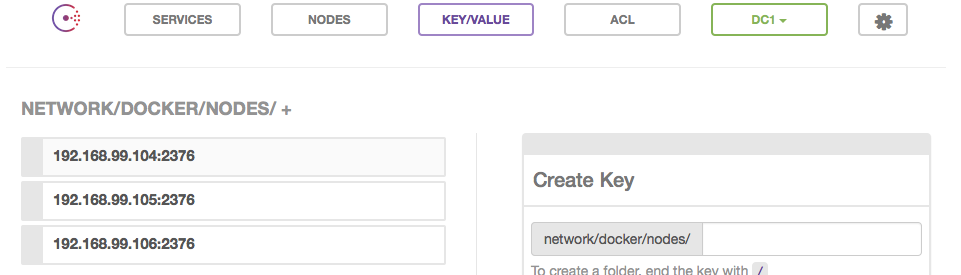 SERVICES NODES KEY/VALUE ACL DC1
NETWORK/DOCKER/NODES/ +
192.168.99.104:2376
192.168.99.105:2376
192.168.99.106:2376
Create Key
network/docker/nodes/
To create a folder, end the key with /